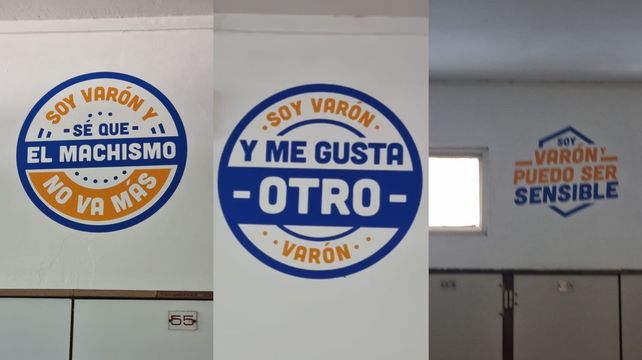 SOY VARÓN Y
- SÉ QUE -
EL MACHISMO
NO VA MÁS
55
SOY VARÓN
Y ME GUSTA
- OTRO -
VARÓN
SOY
VARÓN Y
PUEDO SER
SENSIBLE